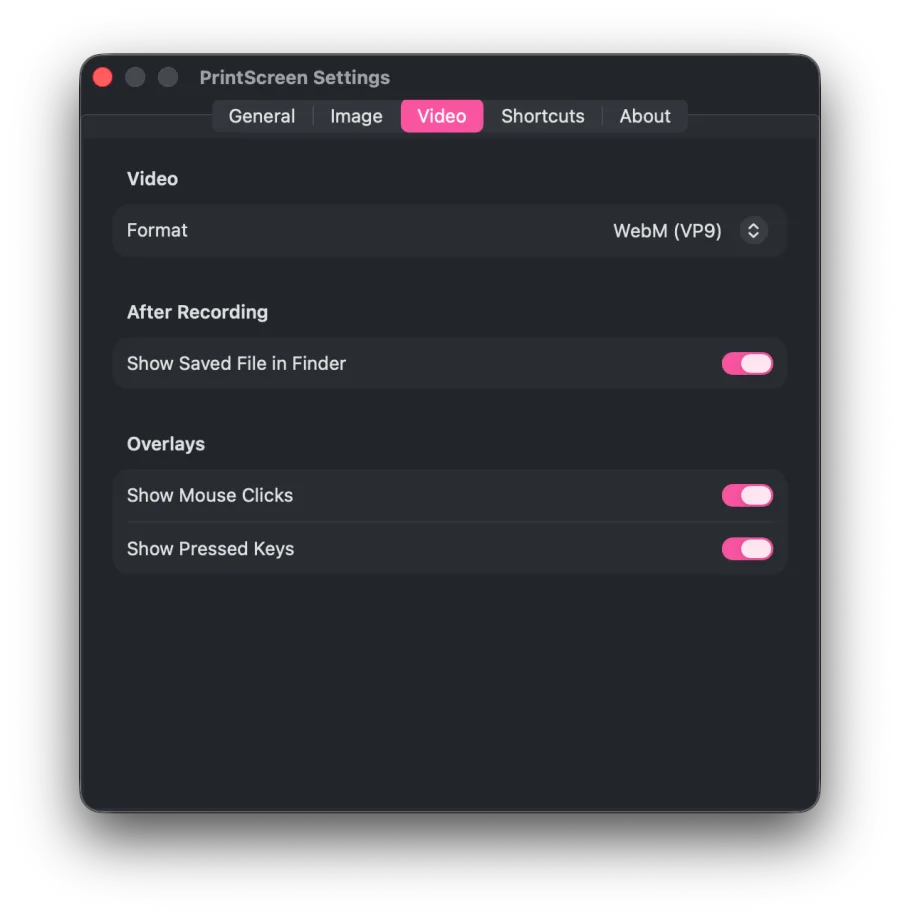 PrintScreen Settings
General Image Video Shortcuts About
Video
Format WebM (VP9)
After Recording
Show Saved File in Finder
Overlays
Show Mouse Clicks
Show Pressed Keys